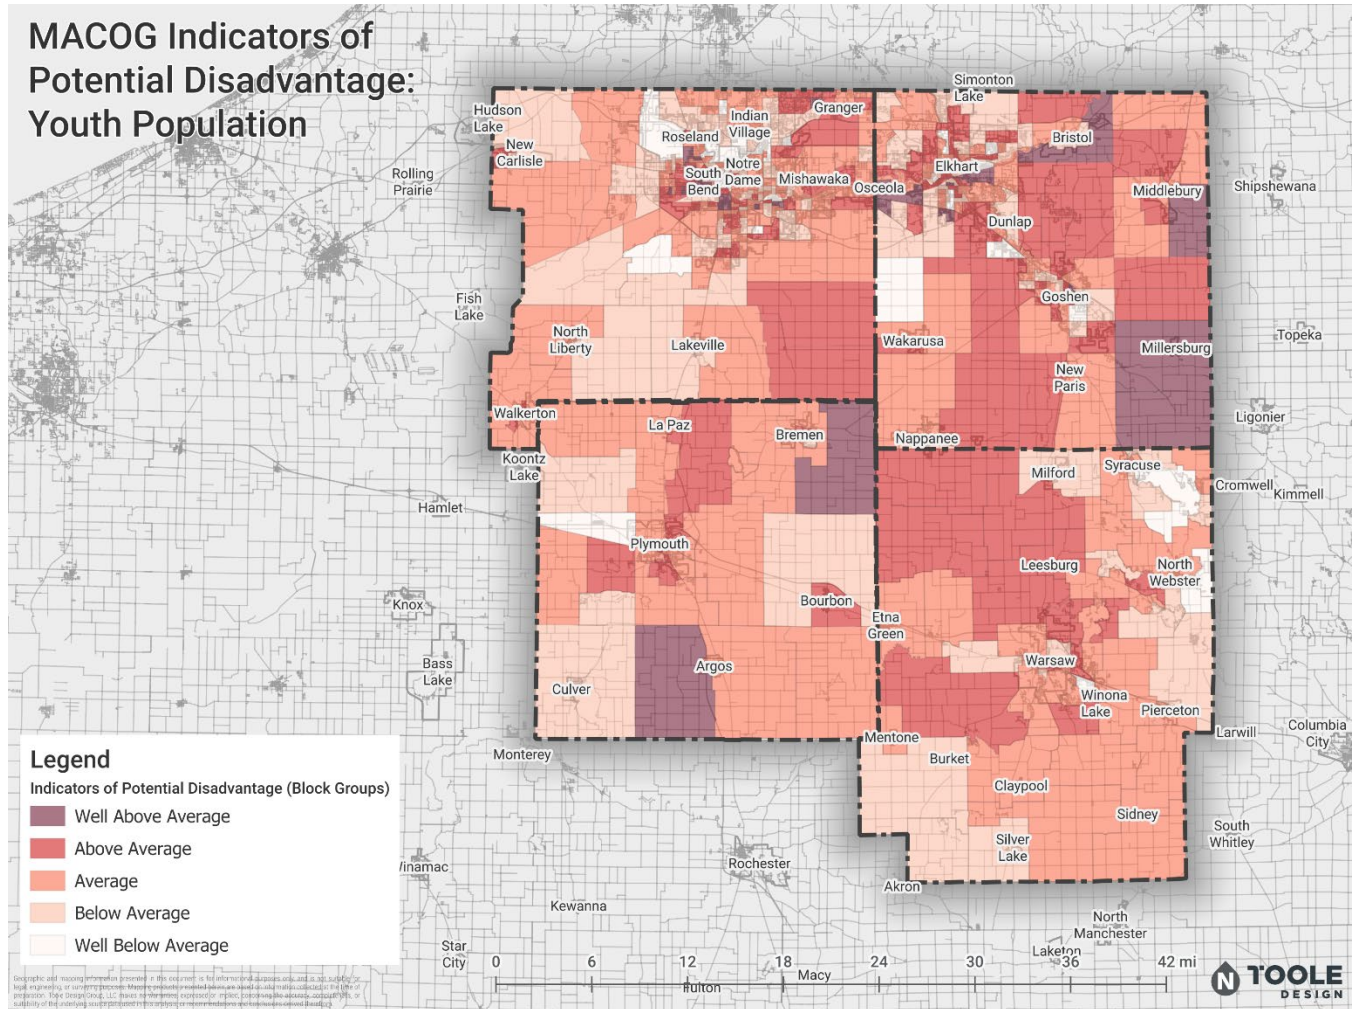 MACOG Indicators of
Potential Disadvantage:
Youth Population
Simonton
Lake
Hudson
Lake
Indian
Village
Granger
Roseland
Bristol
New
Carlisle
Rolling
Prairie
South
Bend
Notre
Dame
Mishawaka
Osceola
Elkhart
Middlebury
Shipshewana
Dunlap
Fish
Lake
Goshen
North
Liberty
Lakeville
Wakarusa
Millersburg
Topeka
New
Paris
Walkerton
La Paz
Bremen
Nappanee
Ligonier
Koontz
Lake
Milford
Syracuse
Cromwell
Kimmell
Hamlet
Plymouth
Leesburg
North
Webster
Knox
Bourbon
Etna
Green
Bass
Lake
Argos
Warsaw
Culver
Winona
Lake
Pierceton
Columbia
City
Larwill
Monterey
Mentone
Burket
Claypool
Sidney
Silver
Lake
South
Whitley
Rochester
Winamac
Akron
Kewanna
North
Manchester
Star
City
Laketon
Macy
Fulton
Legend
Indicators of Potential Disadvantage (Block Groups)
Well Above Average
Above Average
Average
Below Average
Well Below Average
0 6 12 18 24 30 36 42 mi
N
TOOLE
DESIGN